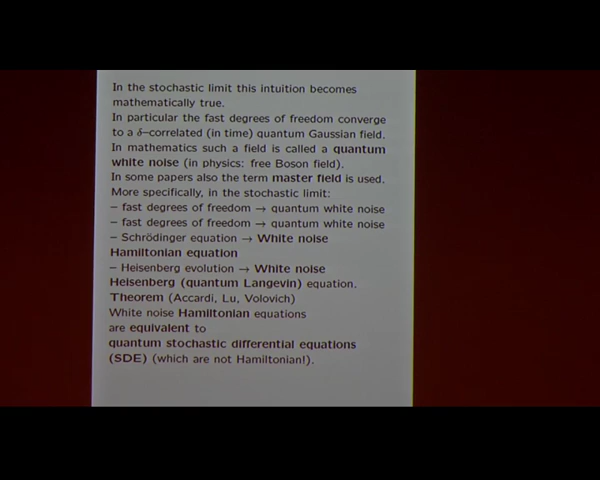 In the stochastic limit this intuition becomes
mathematically true.
In particular the fast degrees of freedom converge
to a δ−correlated (in time) quantum Gaussian field.
In mathematics such a field is called a quantum
white noise (in physics: free Boson field).
In some papers also the term master field is used.
More specifically, in the stochastic limit:
– fast degrees of freedom → quantum white noise
– fast degrees of freedom → quantum white noise
– Schrödinger equation → White noise
Hamiltonian equation
– Heisenberg evolution → White noise
Heisenberg (quantum Langevin) equation.
Theorem (Accardi, Lu, Volovich)
White noise Hamiltonian equations
are equivalent to
quantum stochastic differential equations
(SDE) (which are not Hamiltonian!).